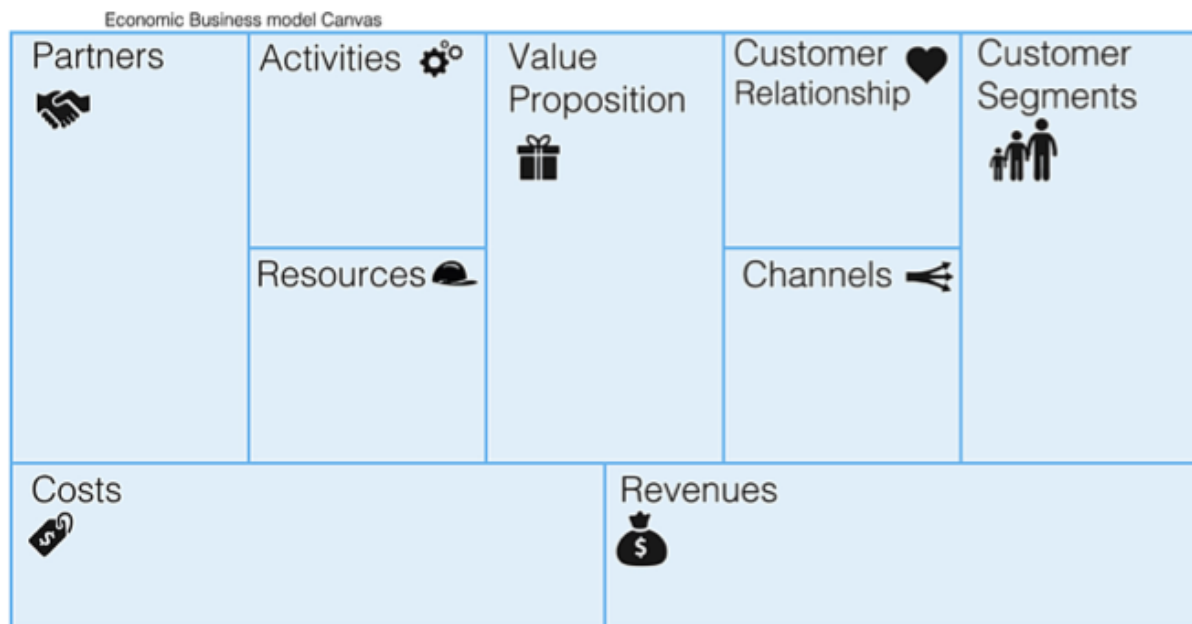 Economic Business model Canvas
Partners
Activities
Value
Proposition
Customer
Relationship
Customer
Segments
Resources
Channels
Costs
$
Revenues
$